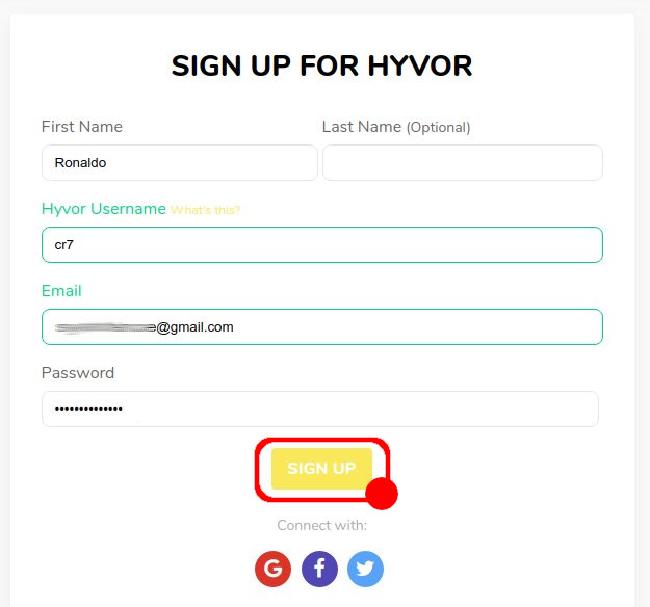 SIGN UP FOR HYVOR
First Name
Last Name (Optional)
Ronaldo
Hyvor Username What's this?
cr7
Email
e@gmail.com
Password
••••••••••••••
SIGN UP
Connect with: